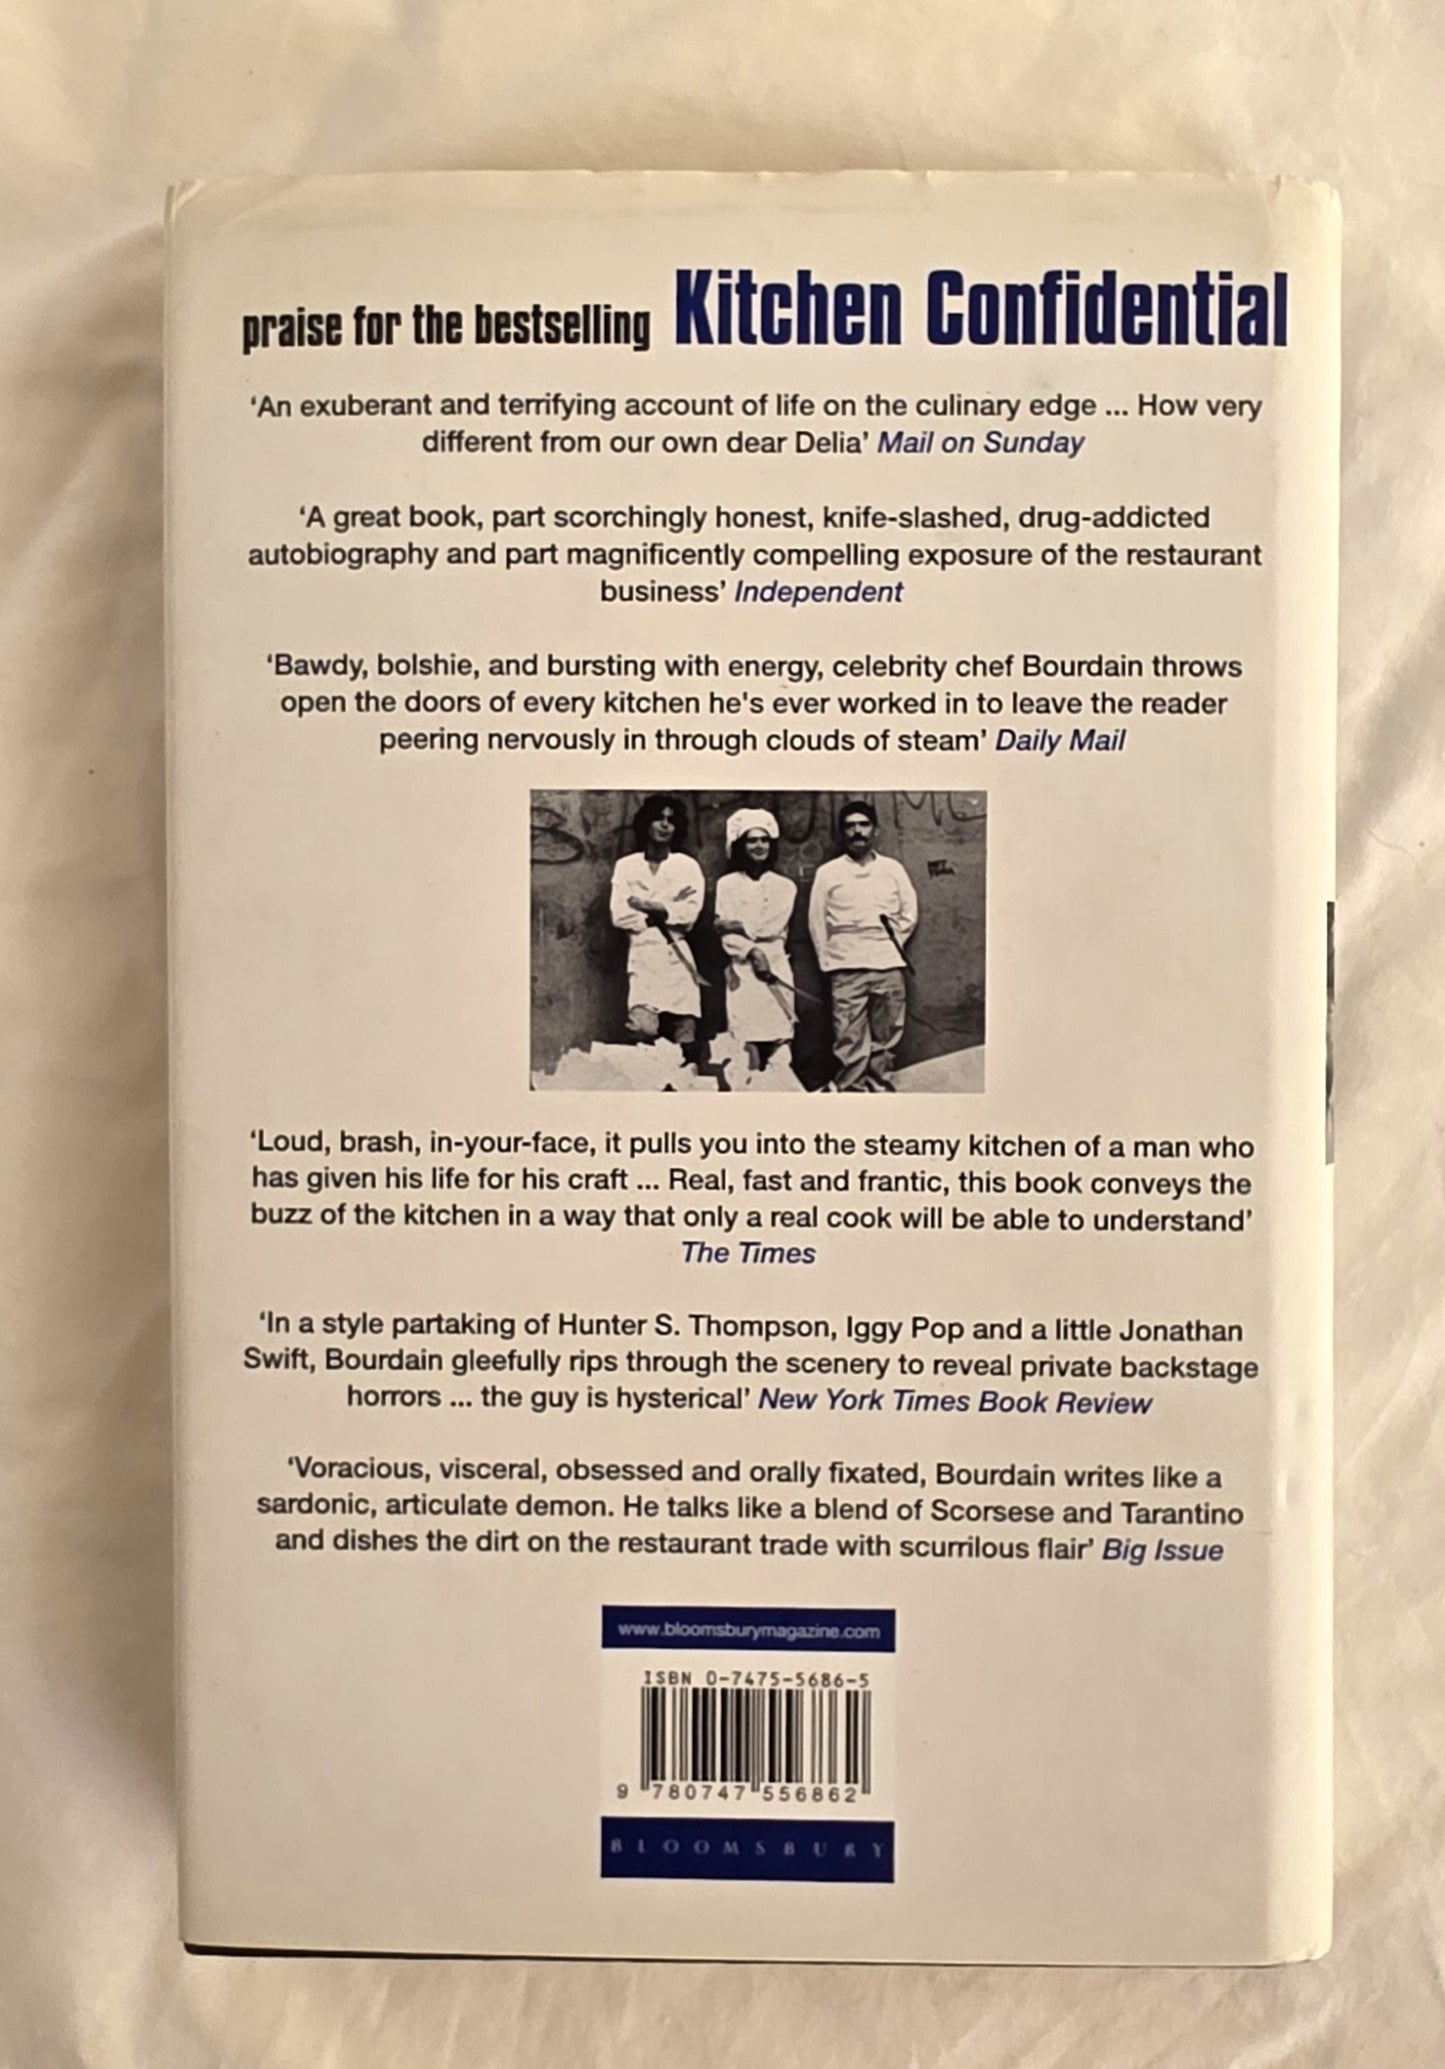 praise for the bestselling Kitchen Confidential
‘An exuberant and terrifying account of life on the culinary edge ... How very
different from our own dear Delia’ Mail on Sunday
‘A great book, part scorchingly honest, knife-slashed, drug-addicted
autobiography and part magnificently compelling exposure of the restaurant
business’ Independent
‘Bawdy, bolshie, and bursting with energy, celebrity chef Bourdain throws
open the doors of every kitchen he's ever worked in to leave the reader
peering nervously in through clouds of steam’ Daily Mail
‘Loud, brash, in-your-face, it pulls you into the steamy kitchen of a man who
has given his life for his craft ... Real, fast and frantic, this book conveys the
buzz of the kitchen in a way that only a real cook will be able to understand’
The Times
‘In a style partaking of Hunter S. Thompson, Iggy Pop and a little Jonathan
Swift, Bourdain gleefully rips through the scenery to reveal private backstage
horrors ... the guy is hysterical’ New York Times Book Review
‘Voracious, visceral, obsessed and orally fixated, Bourdain writes like a
sardonic, articulate demon. He talks like a blend of Scorsese and Tarantino
and dishes the dirt on the restaurant trade with scurrilous flair’ Big Issue
www.bloomsburymagazine.com
ISBN 0-7475-5686-5
9 780747 556862
BLOOMSBURY